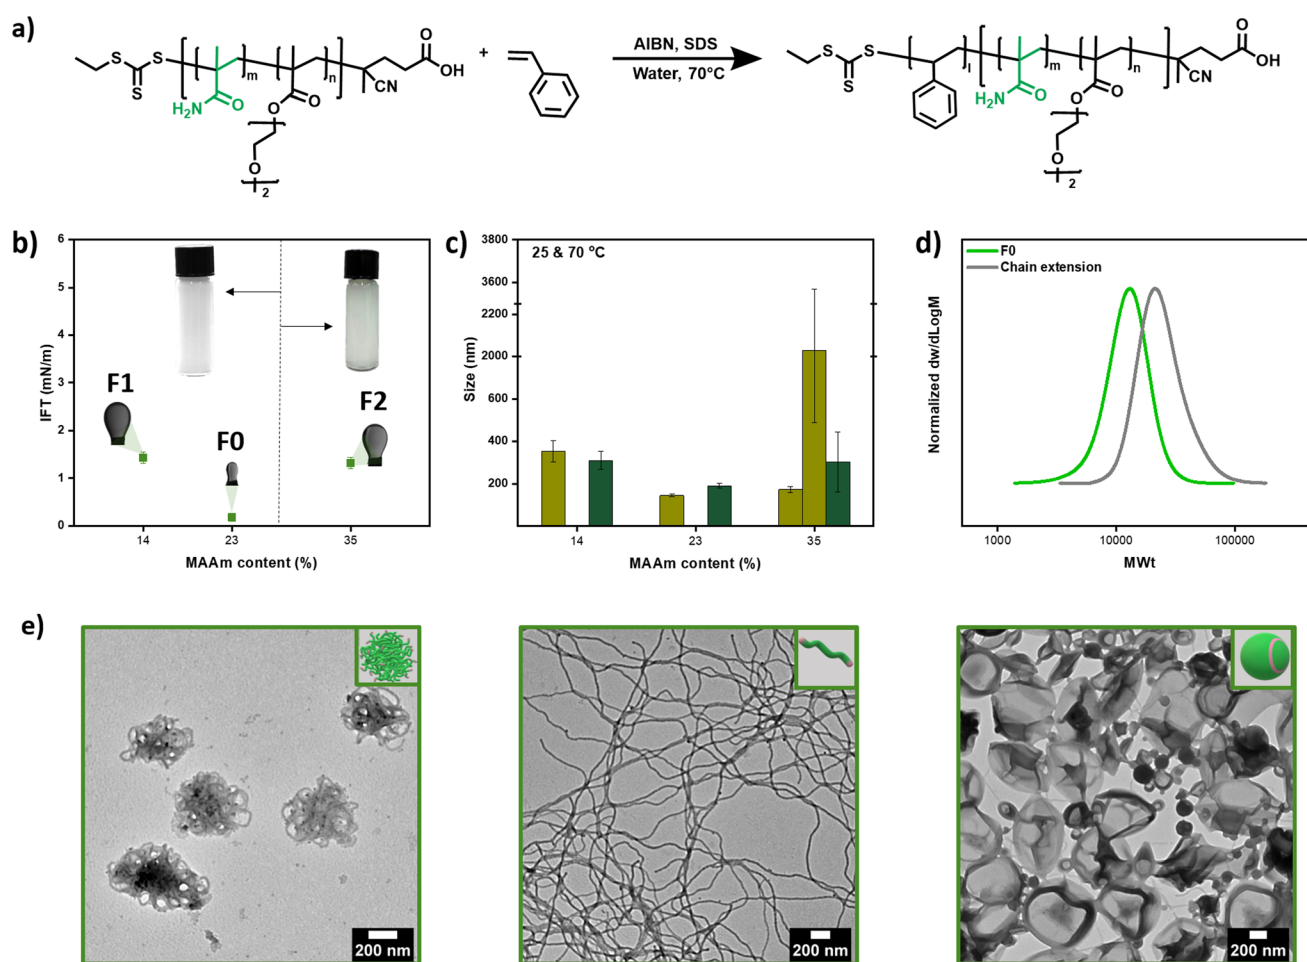 a)
S
S
S
m
n
CN
O
OH
H₂N
O
O
O
O
2
+
AIBN, SDS
Water, 70°C
S
S
S
l
m
n
CN
O
OH
H₂N
O
O
O
O
2
b)
6
5
4
3
2
1
0
IFT (mN/m)
F1
F0
F2
14
23
35
MAAm content (%)
c)
25 & 70 °C
3800
3600
2200
2000
600
400
200
Size (nm)
14
23
35
MAAm content (%)
d)
F0
Chain extension
Normalized dw/dLogM
1000
10000
100000
MWt
e)
200 nm
200 nm
200 nm